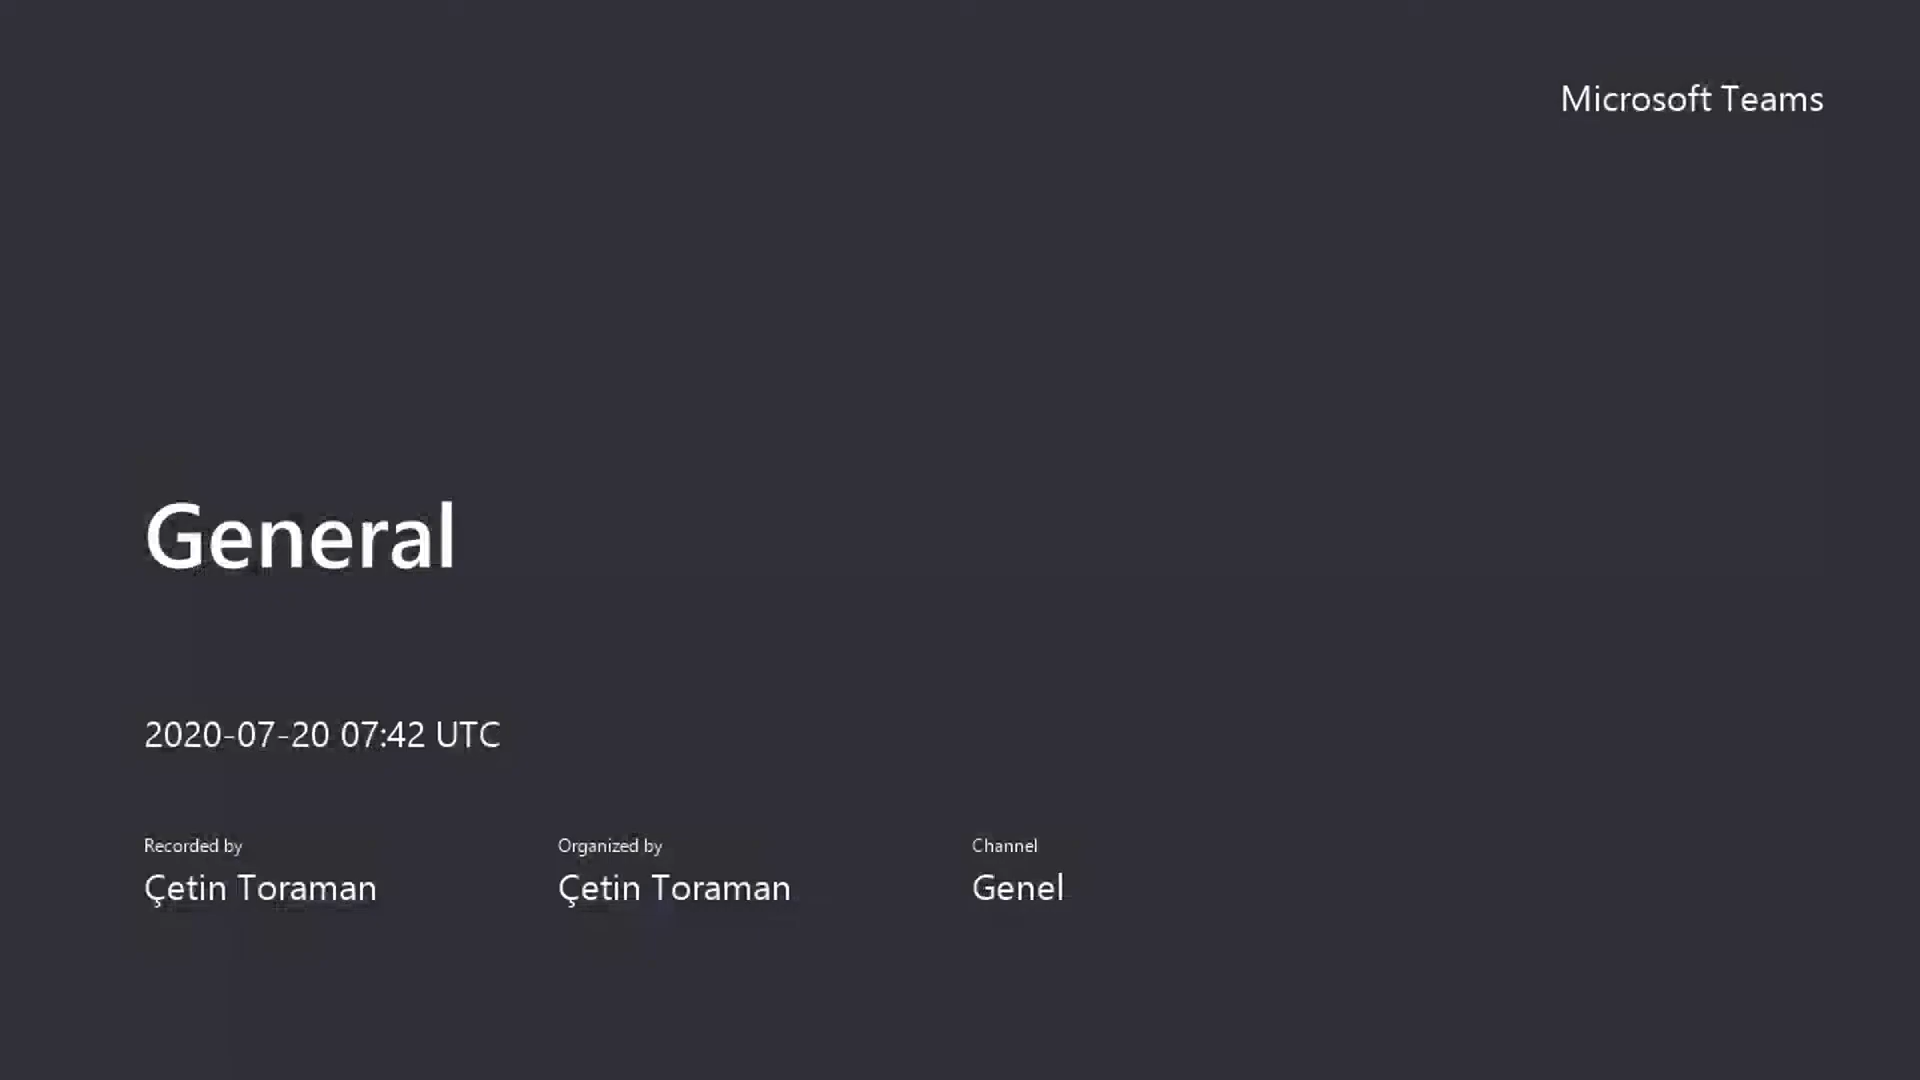 Microsoft Teams
General
2020-07-20 07:42 UTC
Recorded by
Çetin Toraman
Organized by
Çetin Toraman
Channel
Genel